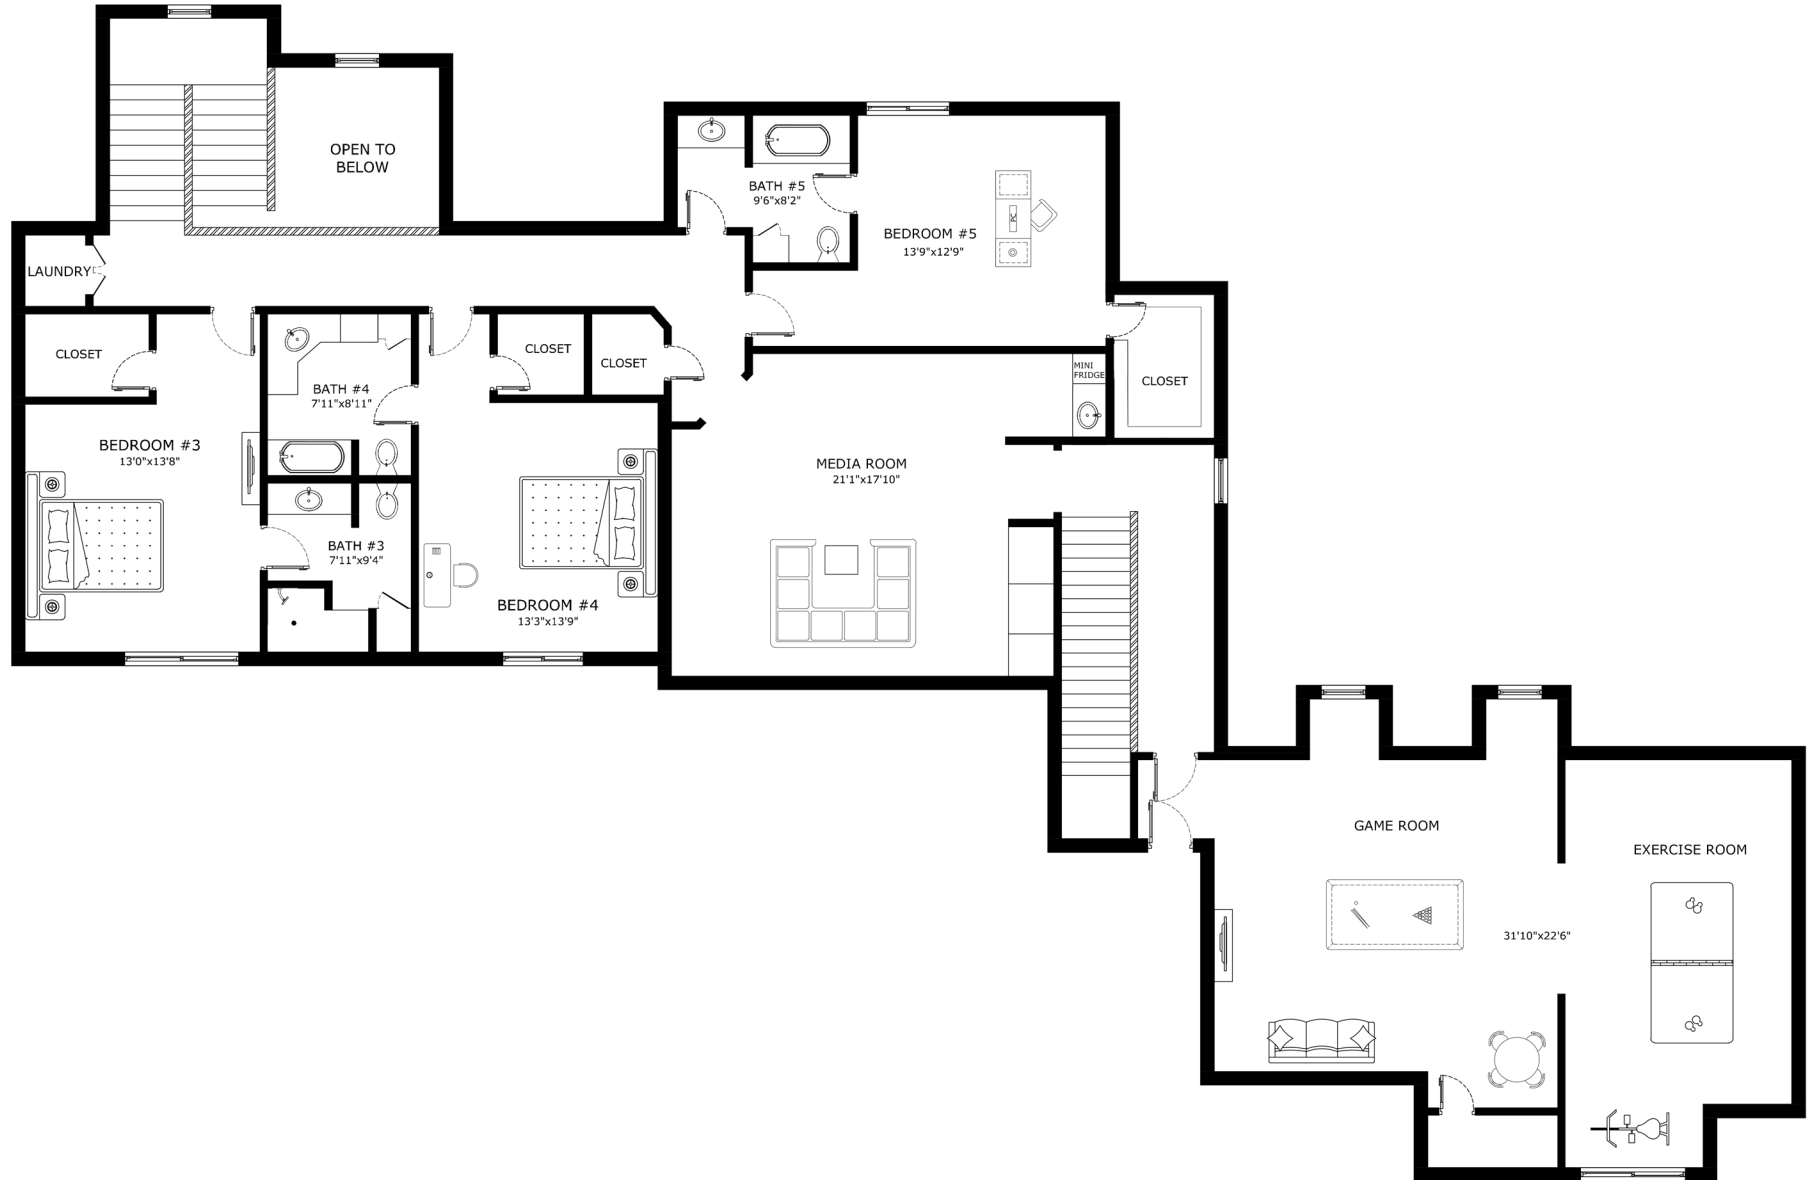 OPEN TO
BELOW
BATH #5
9'6"x8'2"
BEDROOM #5
13'9"x12'9"
PC
LAUNDRY
CLOSET
BATH #4
7'11"x8'11"
CLOSET
CLOSET
MINI
FRIDGE
CLOSET
BEDROOM #3
13'0"x13'8"
MEDIA ROOM
21'1"x17'10"
BATH #3
7'11"x9'4"
BEDROOM #4
13'3"x13'9"
GAME ROOM
EXERCISE ROOM
31'10"x22'6"